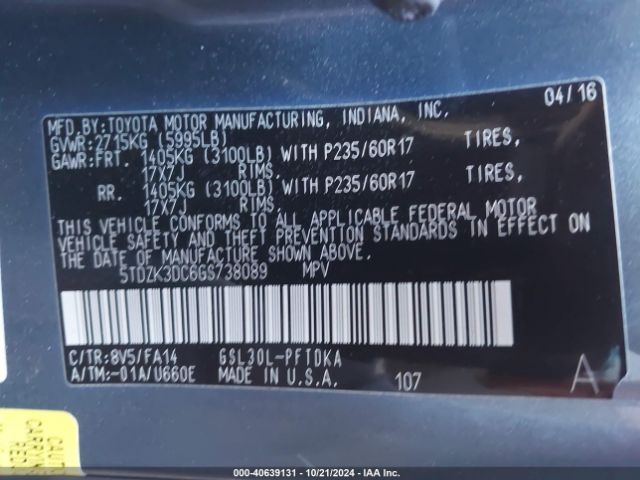 04/16
MFD.BY:TOYOTA MOTOR MANUFACTURING, INDIANA, INC.
GVWR:2715KG (5995LB)
GAWR:FRT. 1405KG (3100LB) WITH P235/60R17 TIRES,
17X7J RIMS.
RR. 1405KG (3100LB) WITH P235/60R17 TIRES,
17X7J RIMS.
THIS VEHICLE CONFORMS TO ALL APPLICABLE FEDERAL MOTOR
VEHICLE SAFETY AND THEFT PREVENTION STANDARDS IN EFFECT ON
THE DATE OF MANUFACTURE SHOWN ABOVE.
5TDZK3DC6GS738089 MPV
C/TR:8V5/FA14 GSL30L-PFTDKA
A/TM:-01A/U660E MADE IN U.S.A. 107 A
CARRYING
000-40639131 - 10/21/2024 - IAA INC.